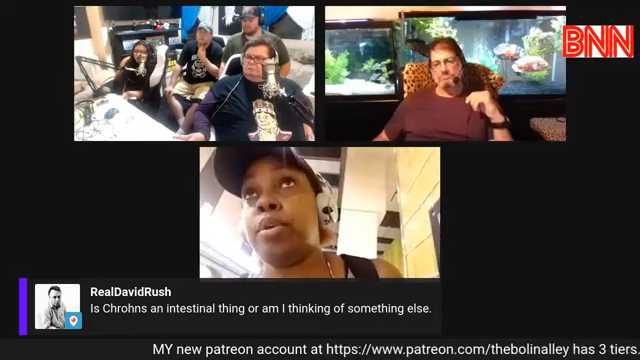 BNN
RealDavidRush
Is Chrohns an intestinal thing or am I thinking of something else.
MY new patreon account at https://www.patreon.com/thebolinalley has 3 tiers